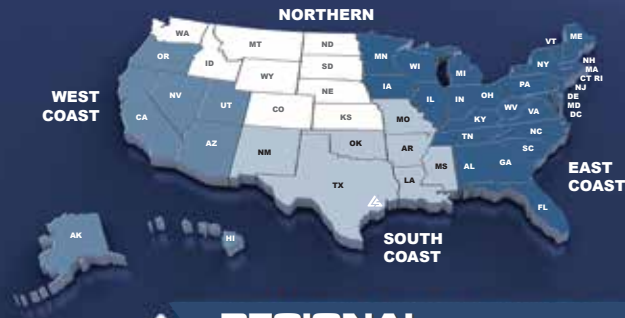 NORTHERN
WA
MT
ND
VT
ME
OR
ID
SD
MN
WI
MI
NY
NH
MA
CT RI
WY
NE
IA
PA
NJ
WEST
COAST
NV
UT
CO
KS
IL
IN
OH
WV
VA
DE
MD
DC
CA
MO
KY
NC
AZ
NM
OK
AR
TN
SC
TX
LA
MS
AL
GA
EAST
COAST
FL
AK
HI
SOUTH
COAST
REGIONAL